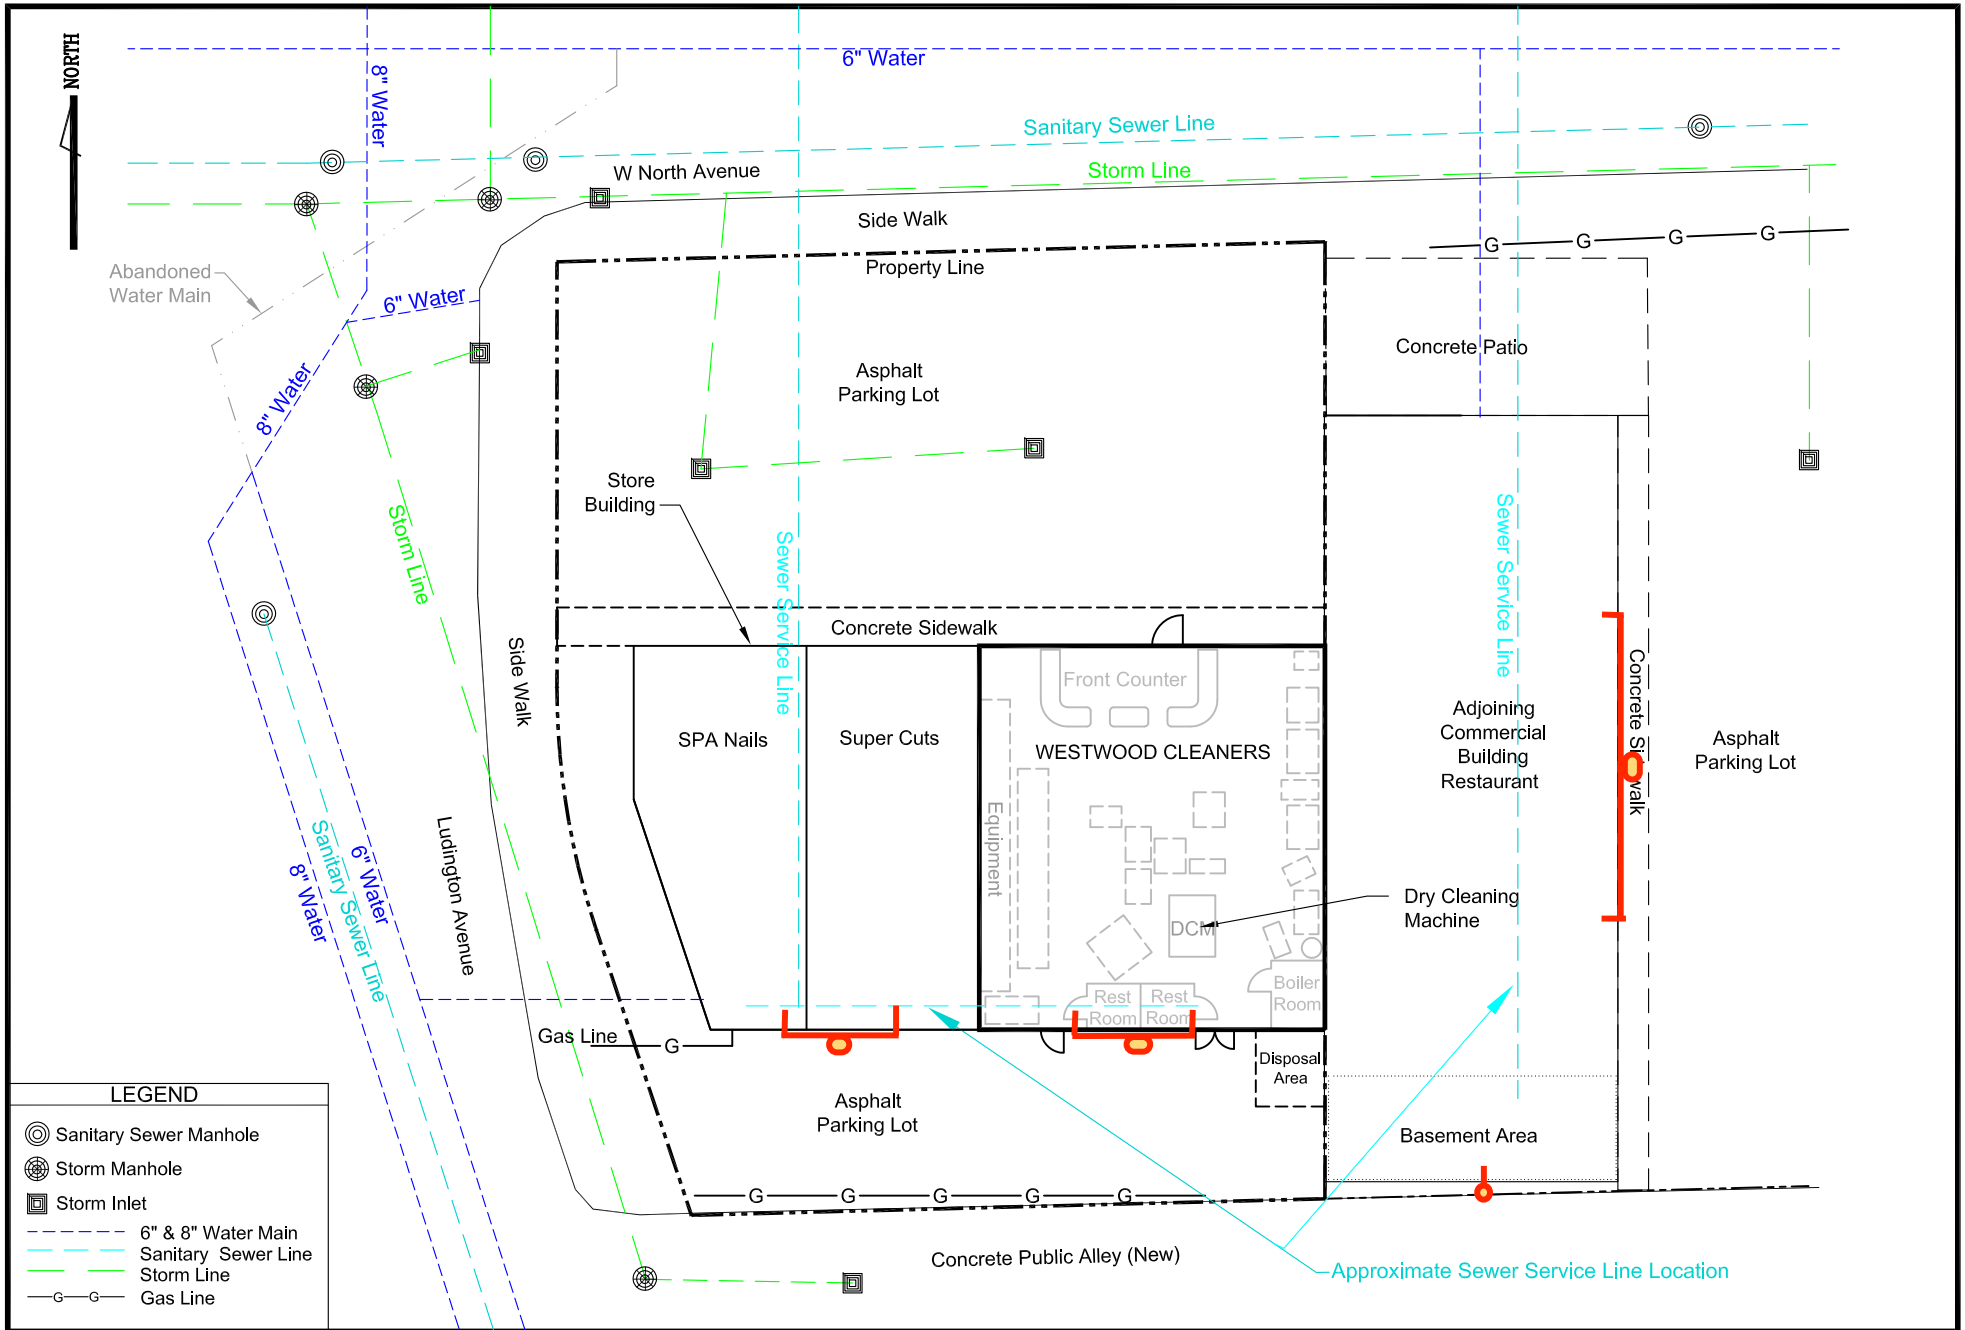 NORTH
8" Water
6" Water
Sanitary Sewer Line
W North Avenue
Storm Line
Side Walk
Property Line
G G G G
Abandoned
Water Main
6" Water
Concrete Patio
Asphalt
Parking Lot
8" Water
Store
Building
Storm Line
Sewer Service Line
Sewer Service Line
Concrete Sidewalk
Side Walk
Front Counter
SPA Nails
Super Cuts
WESTWOOD CLEANERS
Adjoining
Commercial
Building
Restaurant
Concrete Sidewalk
Asphalt
Parking Lot
Equipment
Ludington Avenue
Sanitary Sewer Line
6" Water
8" Water
Dry Cleaning
Machine
DCM
Rest
Room
Rest
Room
Boiler
Room
Gas Line
G
Disposal
Area
Asphalt
Parking Lot
Basement Area
G G G G G
Concrete Public Alley (New)
Approximate Sewer Service Line Location
LEGEND
Sanitary Sewer Manhole
Storm Manhole
Storm Inlet
6" & 8" Water Main
Sanitary Sewer Line
Storm Line
G G Gas Line